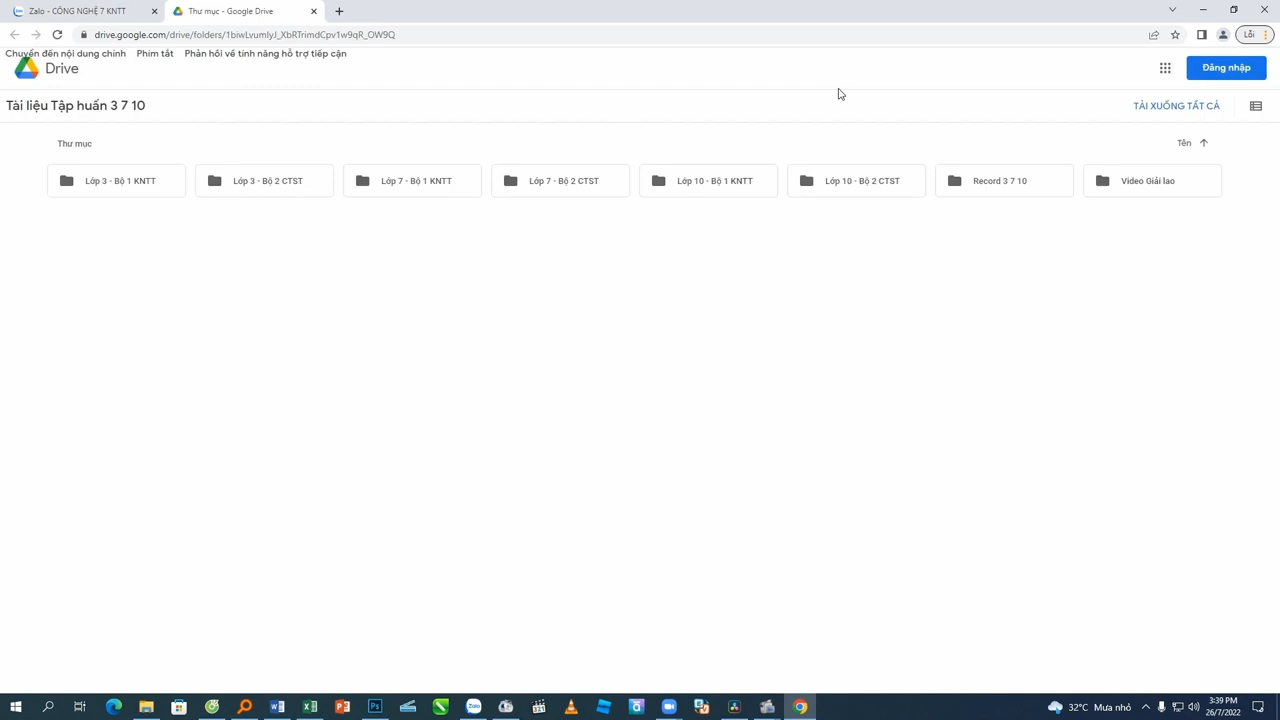 Zalo - CÔNG NGHỆ 7 KNTT
Thư mục - Google Drive
drive.google.com/drive/folders/1biwLvumIyJ_XbRTrimdCpv1w9qR_OW9Q
Lỗi
Chuyển đến nội dung chính Phím tắt Phản hồi về tính năng hỗ trợ tiếp cận
Drive
Đăng nhập
Tài liệu Tập huấn 3 7 10
TẢI XUỐNG TẤT CẢ
Thư mục
Tên
Lớp 3 - Bộ 1 KNTT
Lớp 3 - Bộ 2 CTST
Lớp 7 - Bộ 1 KNTT
Lớp 7 - Bộ 2 CTST
Lớp 10 - Bộ 1 KNTT
Lớp 10 - Bộ 2 CTST
Record 3 7 10
Video Giải lao
Zalo
32°C Mưa nhỏ
3:39 PM
26/7/2022